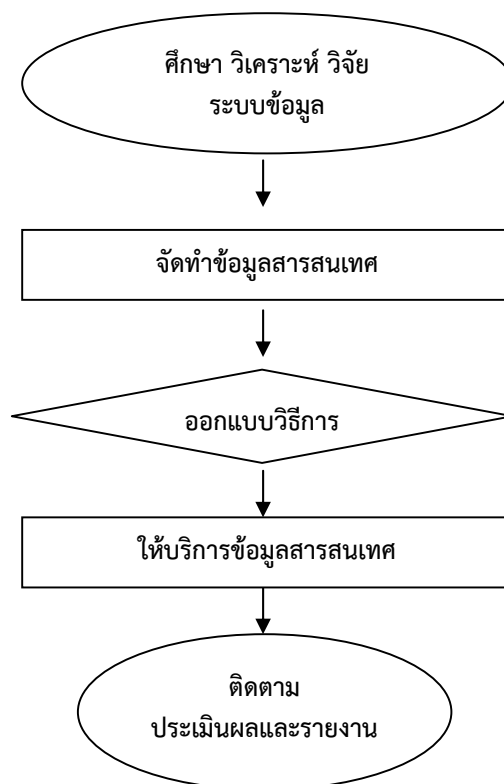 ศึกษา วิเคราะห์ วิจัย
ระบบข้อมูล
จัดทำข้อมูลสารสนเทศ
ออกแบบวิธีการ
ให้บริการข้อมูลสารสนเทศ
ติดตาม
ประเมินผลและรายงาน